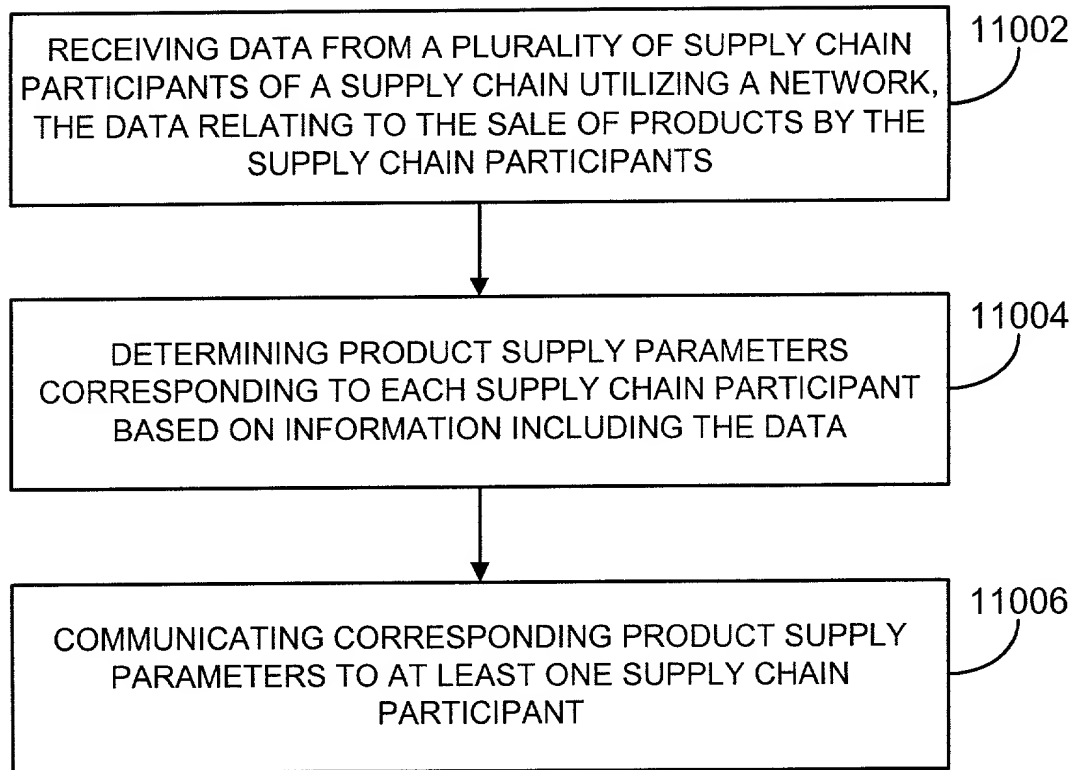 RECEIVING DATA FROM A PLURALITY OF SUPPLY CHAIN
PARTICIPANTS OF A SUPPLY CHAIN UTILIZING A NETWORK,
THE DATA RELATING TO THE SALE OF PRODUCTS BY THE
SUPPLY CHAIN PARTICIPANTS
11002
DETERMINING PRODUCT SUPPLY PARAMETERS
CORRESPONDING TO EACH SUPPLY CHAIN PARTICIPANT
BASED ON INFORMATION INCLUDING THE DATA
11004
COMMUNICATING CORRESPONDING PRODUCT SUPPLY
PARAMETERS TO AT LEAST ONE SUPPLY CHAIN
PARTICIPANT
11006